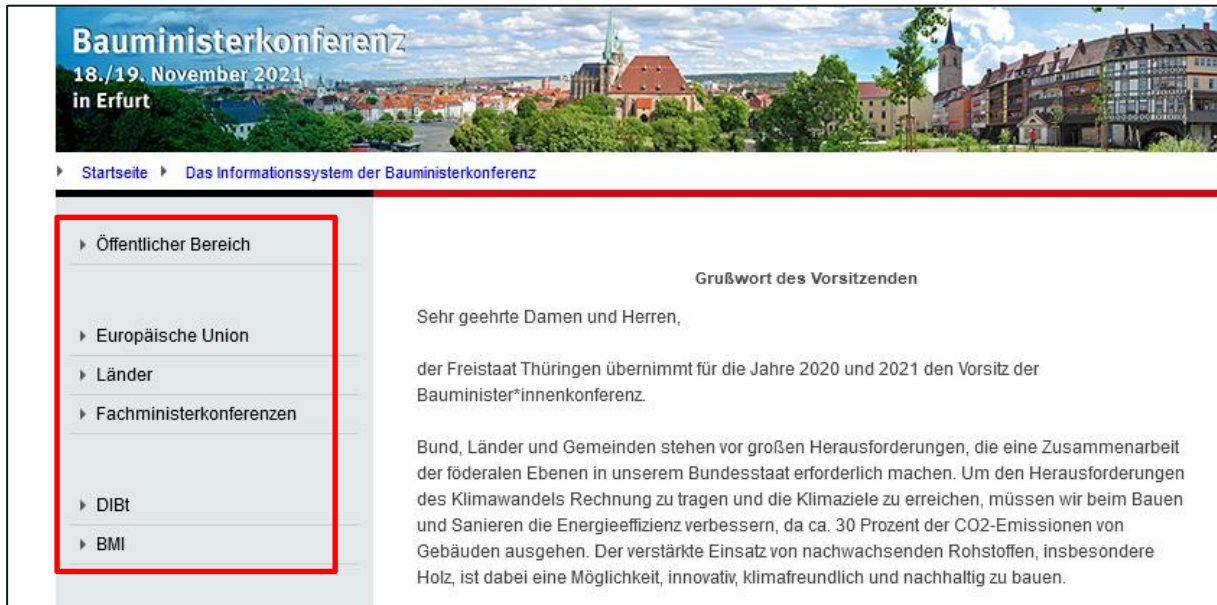 Bauministerkonferenz
18./19. November 2021
in Erfurt
Startseite Das Informationssystem der Bauministerkonferenz
Öffentlicher Bereich
Europäische Union
Länder
Fachministerkonferenzen
DIBt
BMI
Grußwort des Vorsitzenden
Sehr geehrte Damen und Herren,
der Freistaat Thüringen übernimmt für die Jahre 2020 und 2021 den Vorsitz der
Bauminister*innenkonferenz.
Bund, Länder und Gemeinden stehen vor großen Herausforderungen, die eine Zusammenarbeit
der föderalen Ebenen in unserem Bundesstaat erforderlich machen. Um den Herausforderungen
des Klimawandels Rechnung zu tragen und die Klimaziele zu erreichen, müssen wir beim Bauen
und Sanieren die Energieeffizienz verbessern, da ca. 30 Prozent der CO2-Emissionen von
Gebäuden ausgehen. Der verstärkte Einsatz von nachwachsenden Rohstoffen, insbesondere
Holz, ist dabei eine Möglichkeit, innovativ, klimafreundlich und nachhaltig zu bauen.